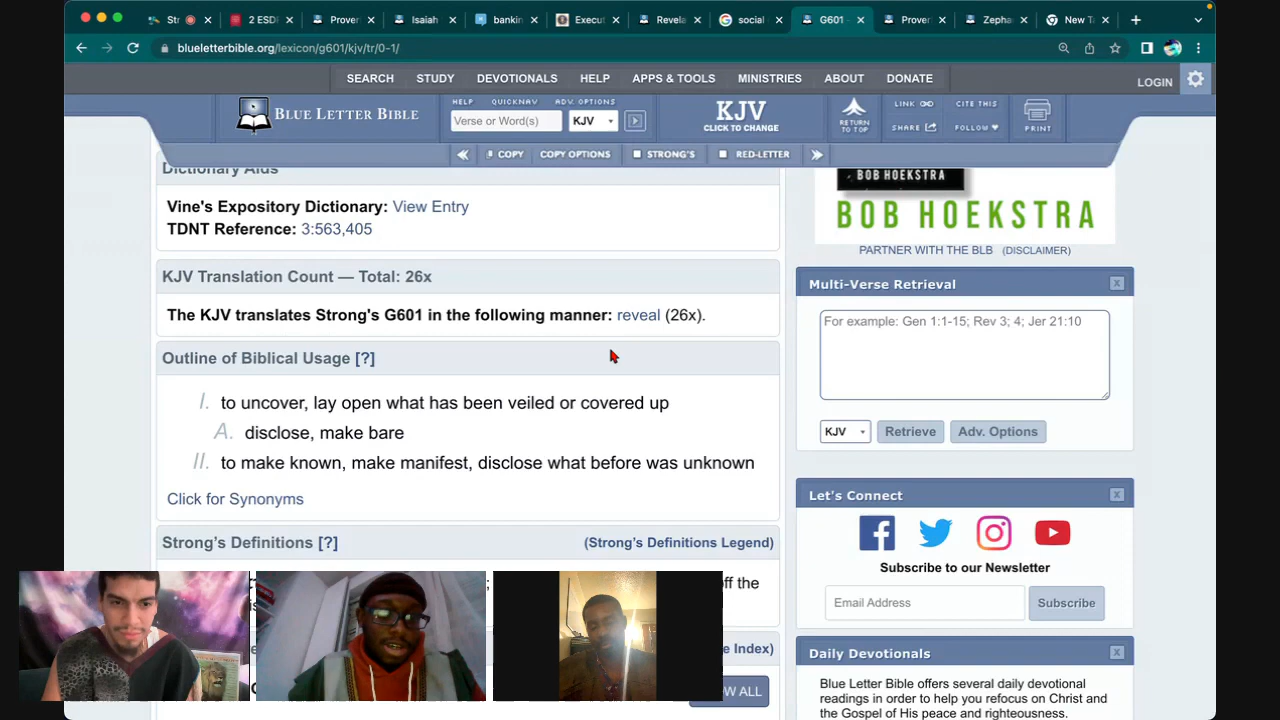 Str
2 ESDI
Prover
Isaiah
bankin
Execut
Revela
social
G601
Prover
Zepha
New T
blueletterbible.org/lexicon/g601/kjv/tr/0-1/
SEARCH STUDY DEVOTIONALS HELP APPS & TOOLS MINISTRIES ABOUT DONATE
LOGIN
BLUE LETTER BIBLE
HELP QUICKNAV ADV. OPTIONS
Verse or Word(s) KJV
KJV
CLICK TO CHANGE
RETURN
TO TOP
LINK CITE THIS
SHARE FOLLOW
PRINT
COPY COPY OPTIONS STRONG'S RED-LETTER
Dictionary Aids
Vine's Expository Dictionary: View Entry
TDNT Reference: 3:563,405
KJV Translation Count — Total: 26x
The KJV translates Strong's G601 in the following manner: reveal (26x).
Outline of Biblical Usage [?]
I. to uncover, lay open what has been veiled or covered up
A. disclose, make bare
II. to make known, make manifest, disclose what before was unknown
Click for Synonyms
Strong's Definitions [?] (Strong's Definitions Legend)
off the
e Index)
OW ALL
BOB HOEKSTRA
BOB HOEKSTRA
PARTNER WITH THE BLB (DISCLAIMER)
Multi-Verse Retrieval
For example: Gen 1:1-15; Rev 3; 4; Jer 21:10
KJV Retrieve Adv. Options
Let's Connect
Subscribe to our Newsletter
Email Address Subscribe
Daily Devotionals
Blue Letter Bible offers several daily devotional
readings in order to help you refocus on Christ and
the Gospel of His peace and righteousness.